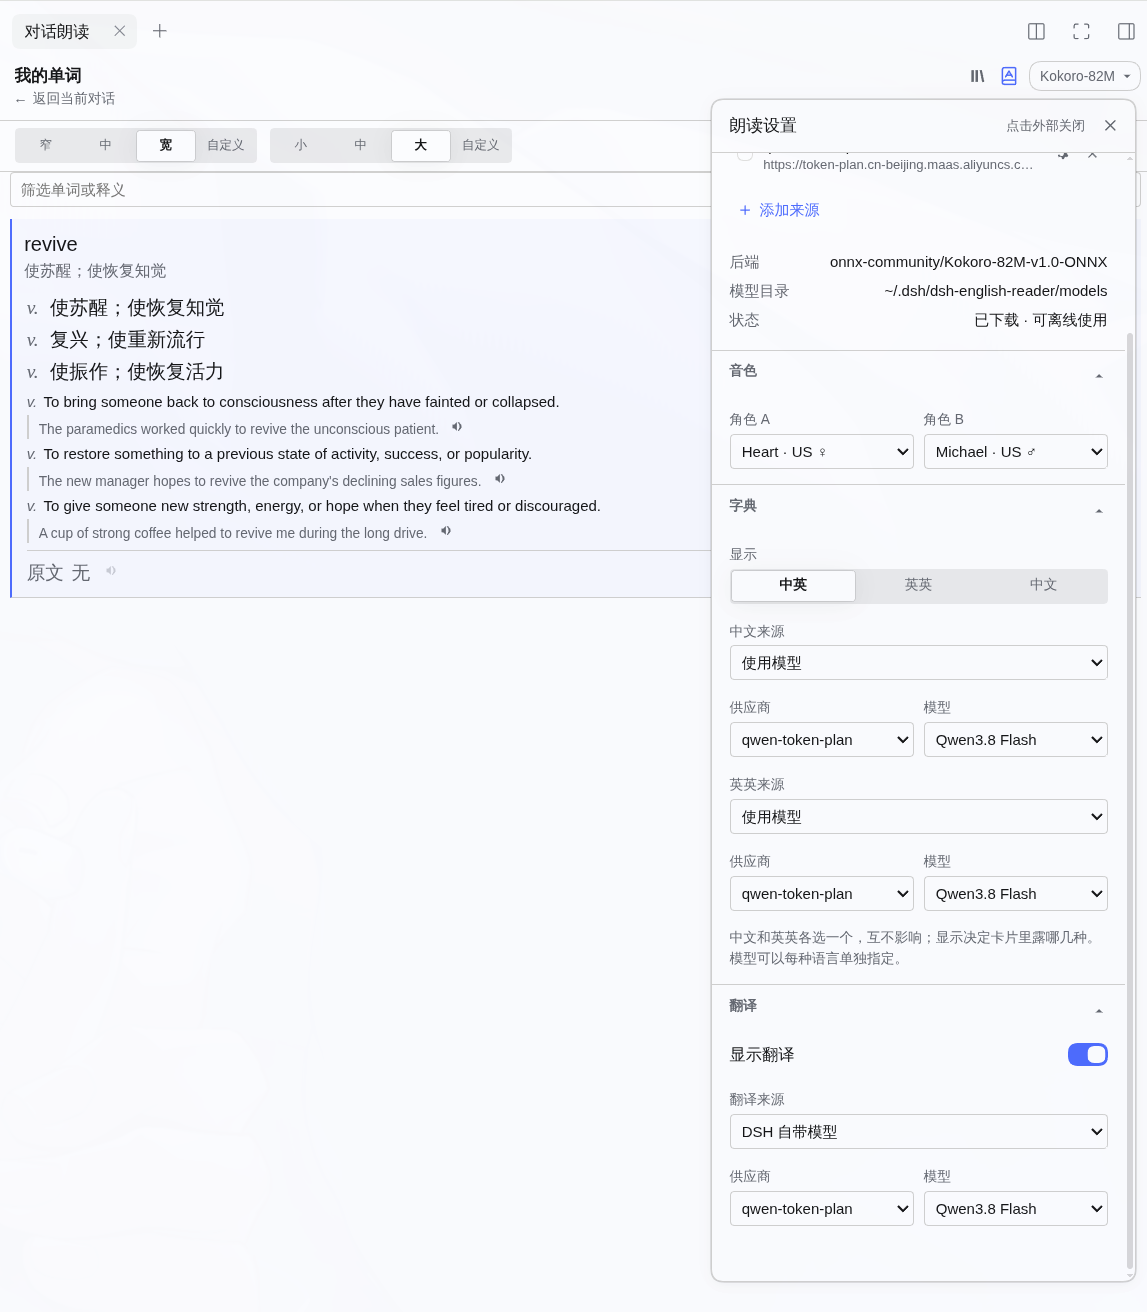 对话朗读
我的单词
← 返回当前对话
Kokoro-82M
窄 中 宽 自定义 小 中 大 自定义
筛选单词或释义
revive
使苏醒；使恢复知觉
v. 使苏醒；使恢复知觉
v. 复兴；使重新流行
v. 使振作；使恢复活力
v. To bring someone back to consciousness after they have fainted or collapsed.
The paramedics worked quickly to revive the unconscious patient.
v. To restore something to a previous state of activity, success, or popularity.
The new manager hopes to revive the company's declining sales figures.
v. To give someone new strength, energy, or hope when they feel tired or discouraged.
A cup of strong coffee helped to revive me during the long drive.
原文 无
朗读设置 点击外部关闭
https://token-plan.cn-beijing.maas.aliyuncs.c…
+ 添加来源
后端 onnx-community/Kokoro-82M-v1.0-ONNX
模型目录 ~/.dsh/dsh-english-reader/models
状态 已下载 · 可离线使用
音色
角色 A 角色 B
Heart · US ♀ Michael · US ♂
字典
显示
中英 英英 中文
中文来源
使用模型
供应商 模型
qwen-token-plan Qwen3.8 Flash
英英来源
使用模型
供应商 模型
qwen-token-plan Qwen3.8 Flash
中文和英英各选一个，互不影响；显示决定卡片里露哪几种。
模型可以每种语言单独指定。
翻译
显示翻译
翻译来源
DSH 自带模型
供应商 模型
qwen-token-plan Qwen3.8 Flash